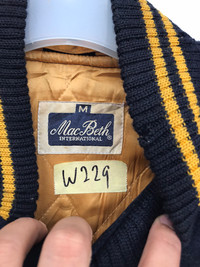 M
MacBeth
INTERNATIONAL
W229